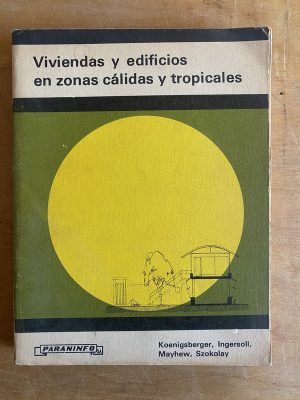 Viviendas y edificios
en zonas cálidas y tropicales
PARANINFO
Koenigsberger, Ingersoll,
Mayhew, Szokolay